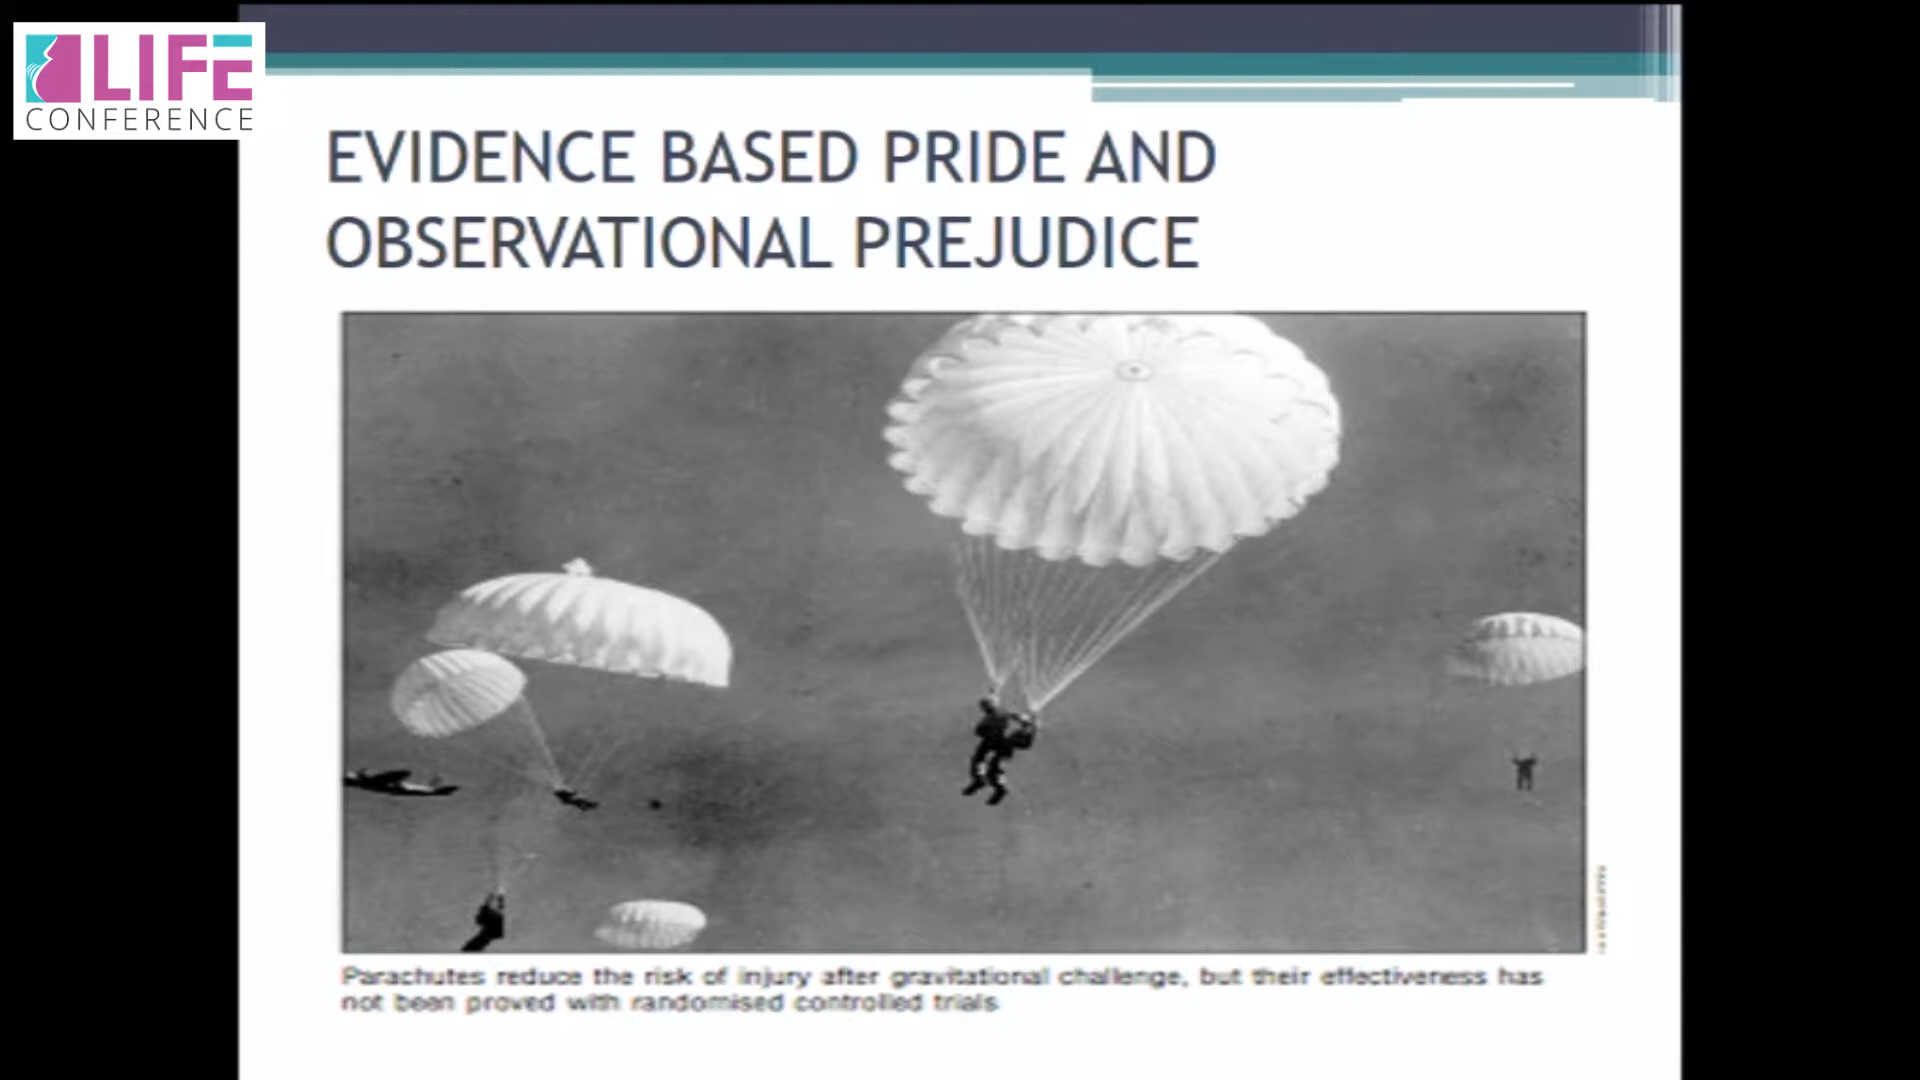 LIFE
CONFERENCE
EVIDENCE BASED PRIDE AND
OBSERVATIONAL PREJUDICE
Parachutes reduce the risk of injury after gravitational challenge, but their effectiveness has
not been proved with randomised controlled trials